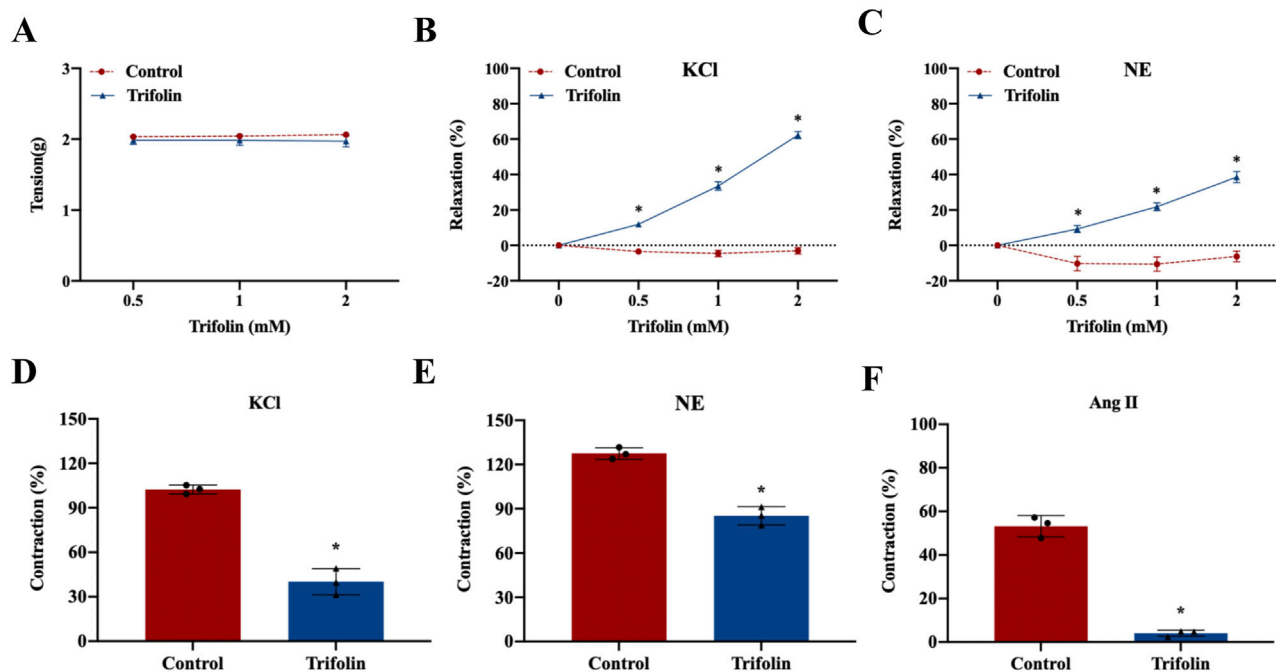 A
Control
Trifolin
Tension(g)
3
2
1
0
0.5 1 2
Trifolin (mM)
B
Control
Trifolin
KCl
Relaxation (%)
100
80
60
40
20
0
-20
* * *
0 0.5 1 2
Trifolin (mM)
C
Control
Trifolin
NE
Relaxation (%)
100
80
60
40
20
0
-20
* * *
0 0.5 1 2
Trifolin (mM)
D
KCl
Contraction (%)
150
120
90
60
30
0
*
Control Trifolin
E
NE
Contraction (%)
150
120
90
60
30
0
*
Control Trifolin
F
Ang II
Contraction (%)
100
80
60
40
20
0
*
Control Trifolin